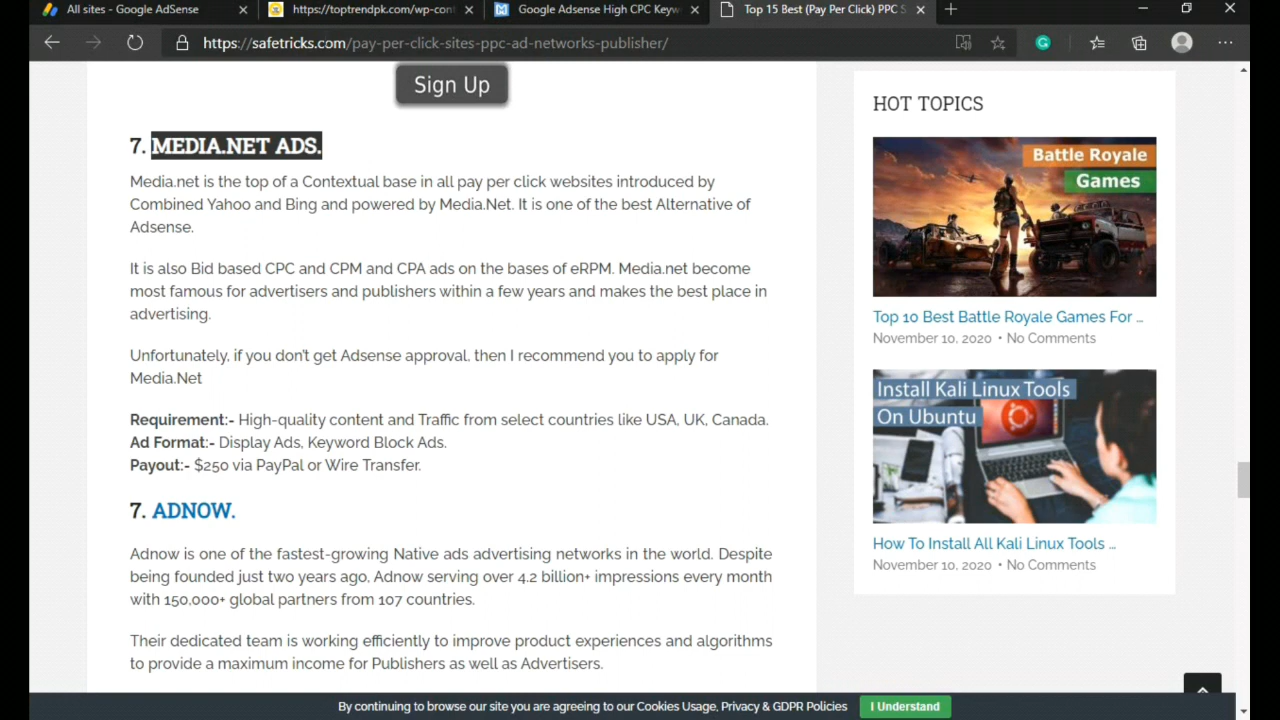 All sites - Google AdSense
https://toptrendpk.com/wp-cont
Google Adsense High CPC Keyw
Top 15 Best (Pay Per Click) PPC S
https://safetricks.com/pay-per-click-sites-ppc-ad-networks-publisher/
Sign Up
7. MEDIA.NET ADS.
Media.net is the top of a Contextual base in all pay per click websites introduced by
Combined Yahoo and Bing and powered by Media.Net. It is one of the best Alternative of
Adsense.
It is also Bid based CPC and CPM and CPA ads on the bases of eRPM. Media.net become
most famous for advertisers and publishers within a few years and makes the best place in
advertising.
Unfortunately, if you don't get Adsense approval, then I recommend you to apply for
Media.Net
Requirement:- High-quality content and Traffic from select countries like USA, UK, Canada.
Ad Format:- Display Ads, Keyword Block Ads.
Payout:- $250 via PayPal or Wire Transfer.
7. ADNOW.
Adnow is one of the fastest-growing Native ads advertising networks in the world. Despite
being founded just two years ago, Adnow serving over 4.2 billion+ impressions every month
with 150,000+ global partners from 107 countries.
Their dedicated team is working efficiently to improve product experiences and algorithms
to provide a maximum income for Publishers as well as Advertisers.
HOT TOPICS
Battle Royale
Games
Top 10 Best Battle Royale Games For ...
November 10, 2020 • No Comments
Install Kali Linux Tools
On Ubuntu
How To Install All Kali Linux Tools ...
November 10, 2020 • No Comments
By continuing to browse our site you are agreeing to our Cookies Usage, Privacy & GDPR Policies
I Understand